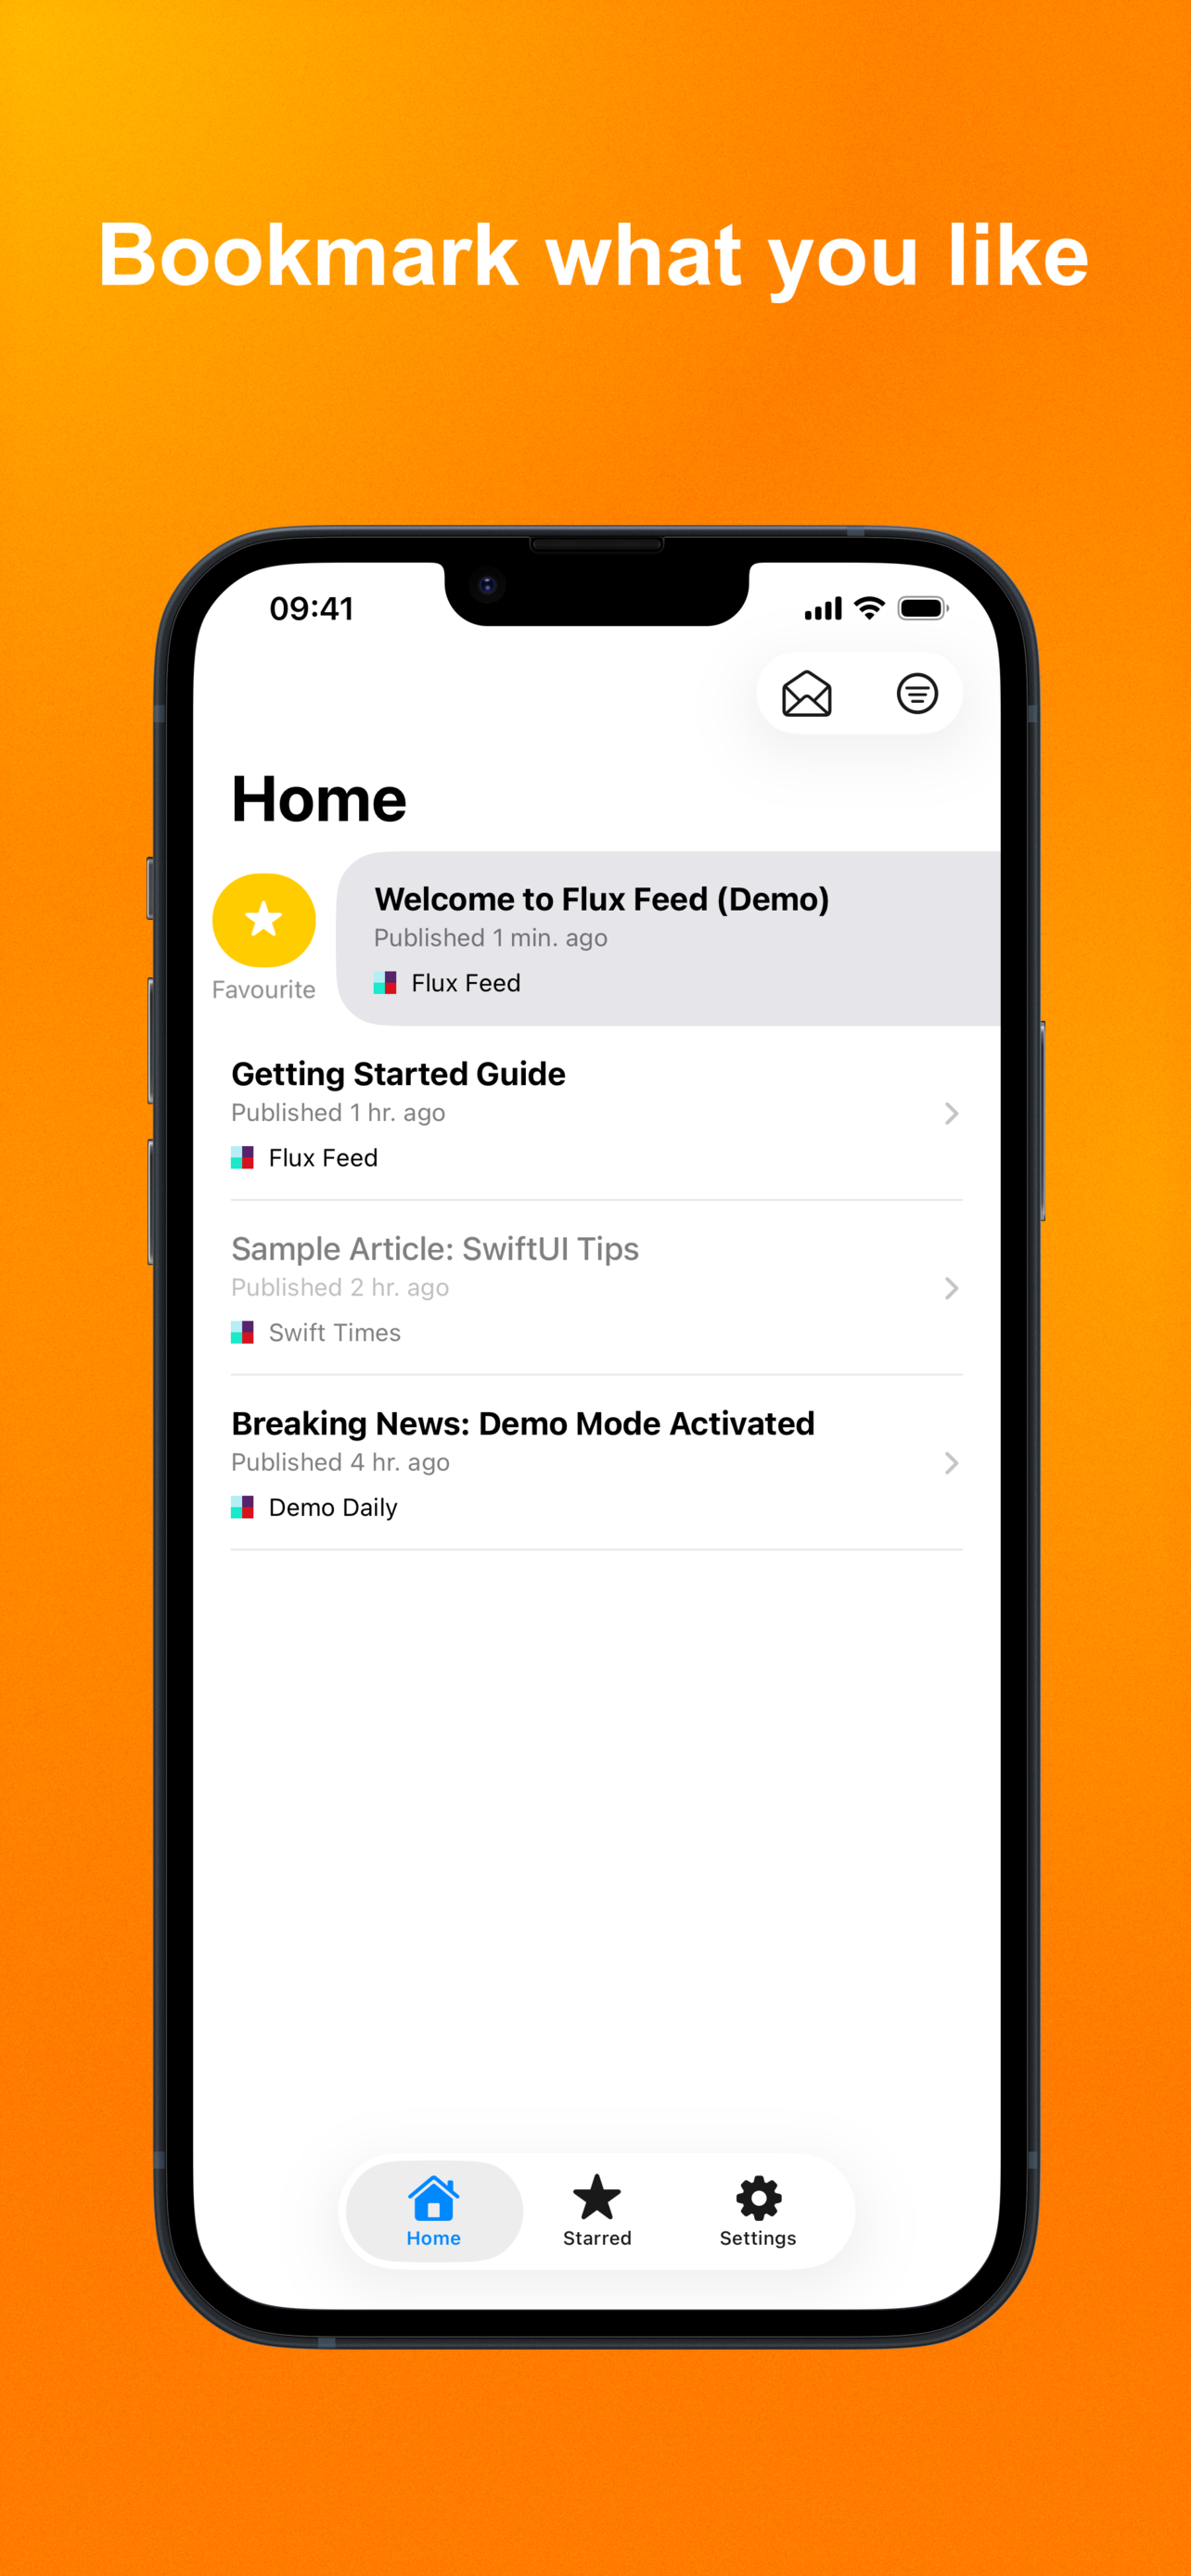 Bookmark what you like
09:41
Home
Welcome to Flux Feed (Demo)
Published 1 min. ago
Flux Feed
Favourite
Getting Started Guide
Published 1 hr. ago
Flux Feed
Sample Article: SwiftUI Tips
Published 2 hr. ago
Swift Times
Breaking News: Demo Mode Activated
Published 4 hr. ago
Demo Daily
Home
Starred
Settings